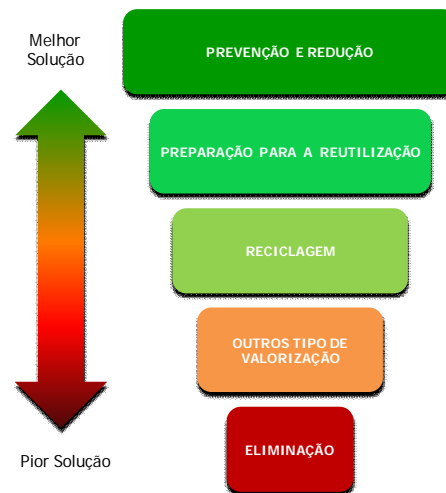 Melhor
Solução
PREVENÇÃO E REDUÇÃO
PREPARAÇÃO PARA A REUTILIZAÇÃO
RECICLAGEM
OUTROS TIPO DE
VALORIZAÇÃO
ELIMINAÇÃO
Pior Solução